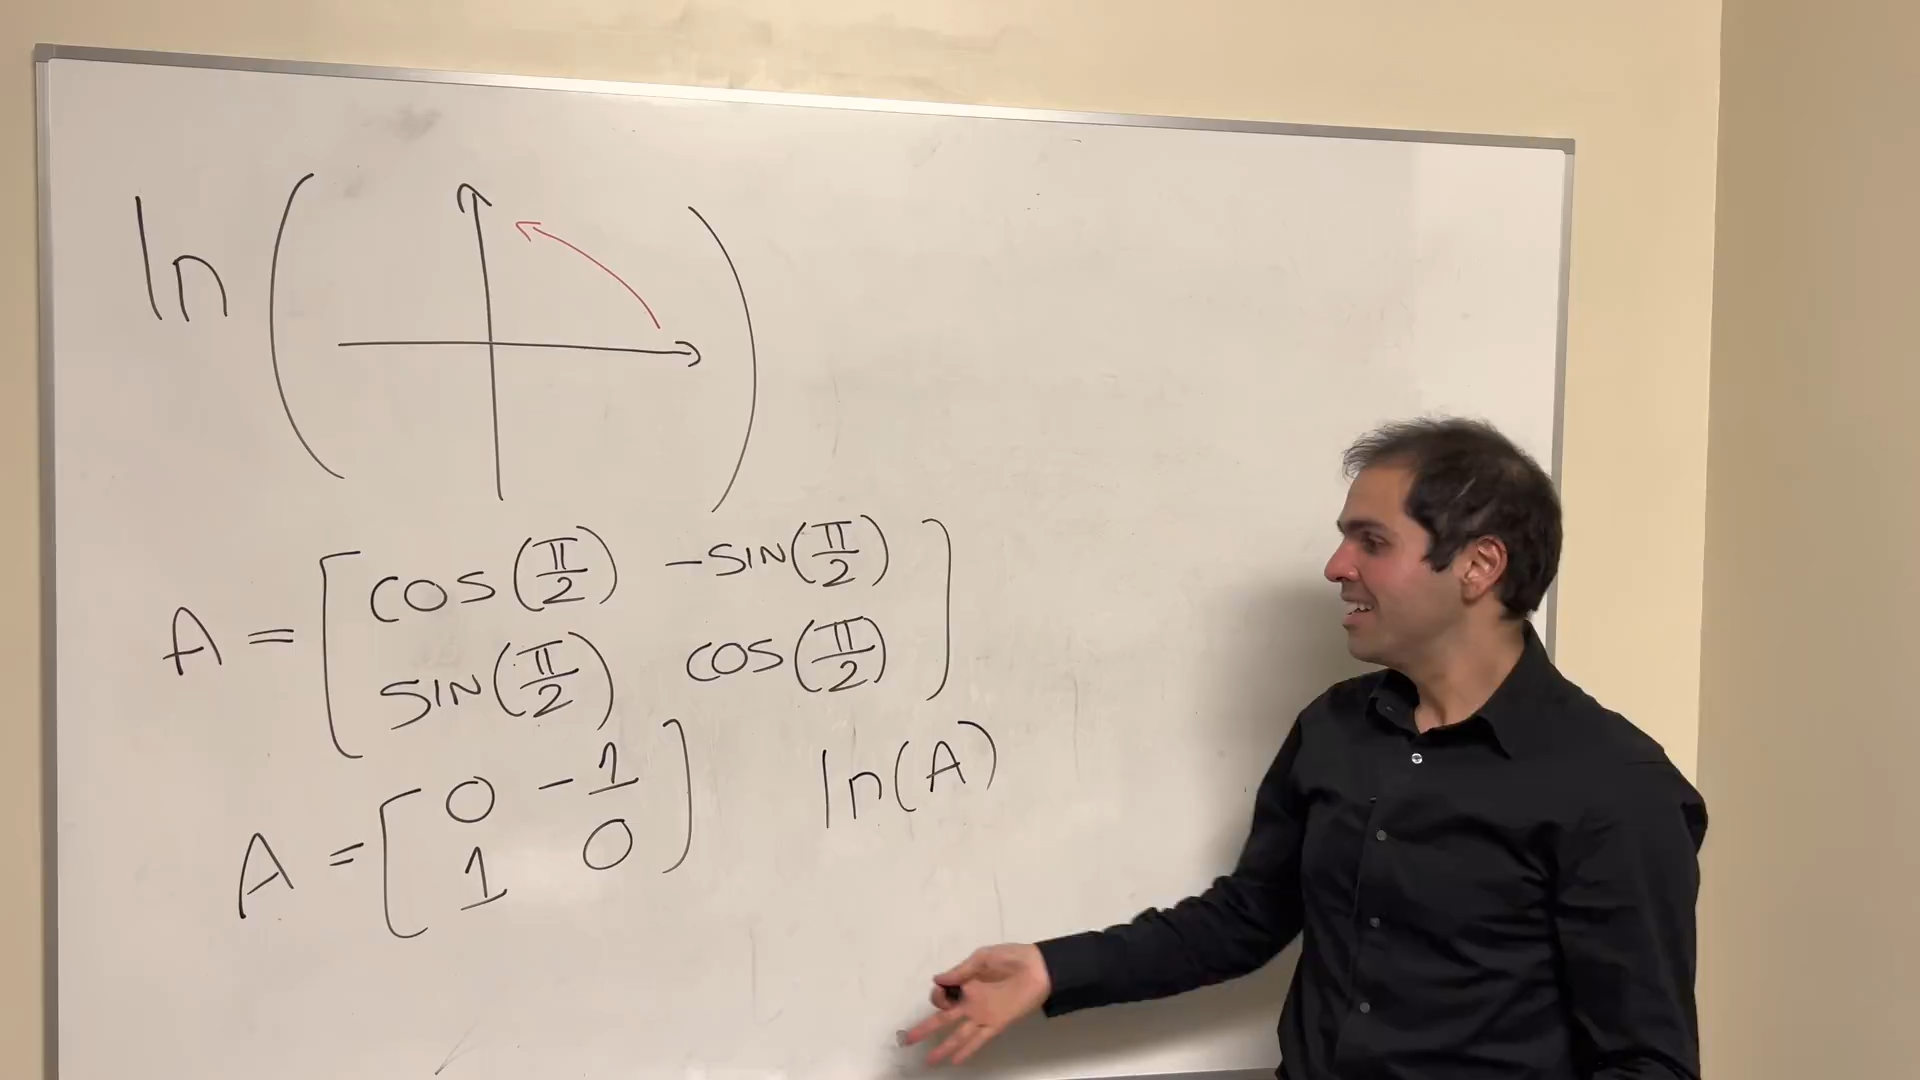 ln( )
A = [cos(π/2) -sin(π/2)
sin(π/2) cos(π/2)]
A = [0 -1
1 0] ln(A)